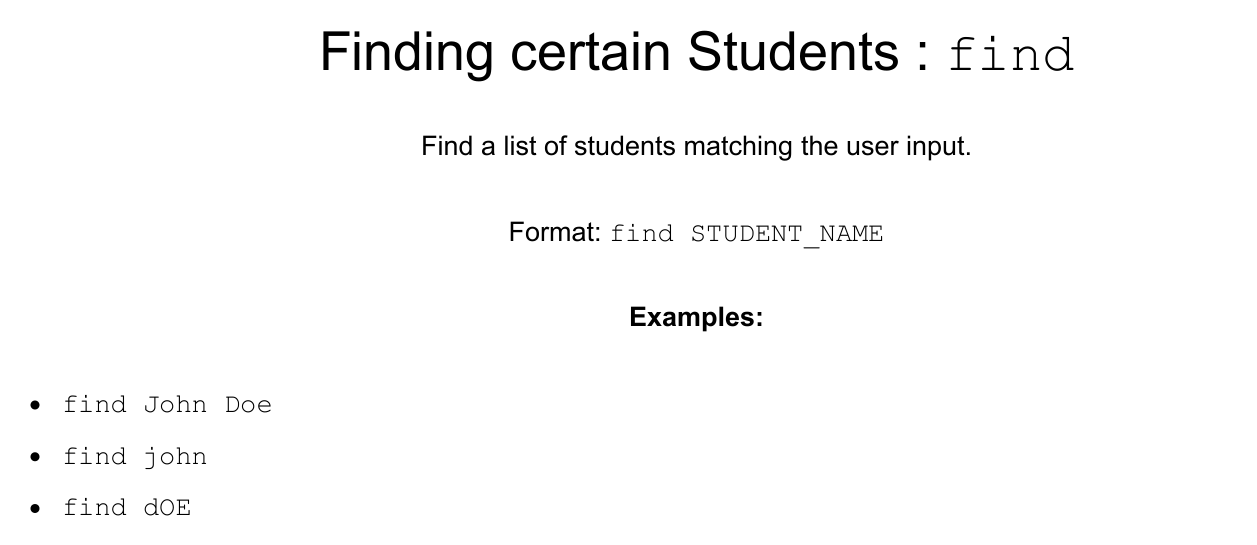 Finding certain Students : find
Find a list of students matching the user input.
Format: find STUDENT_NAME
Examples:
• find John Doe
• find john
• find dOE